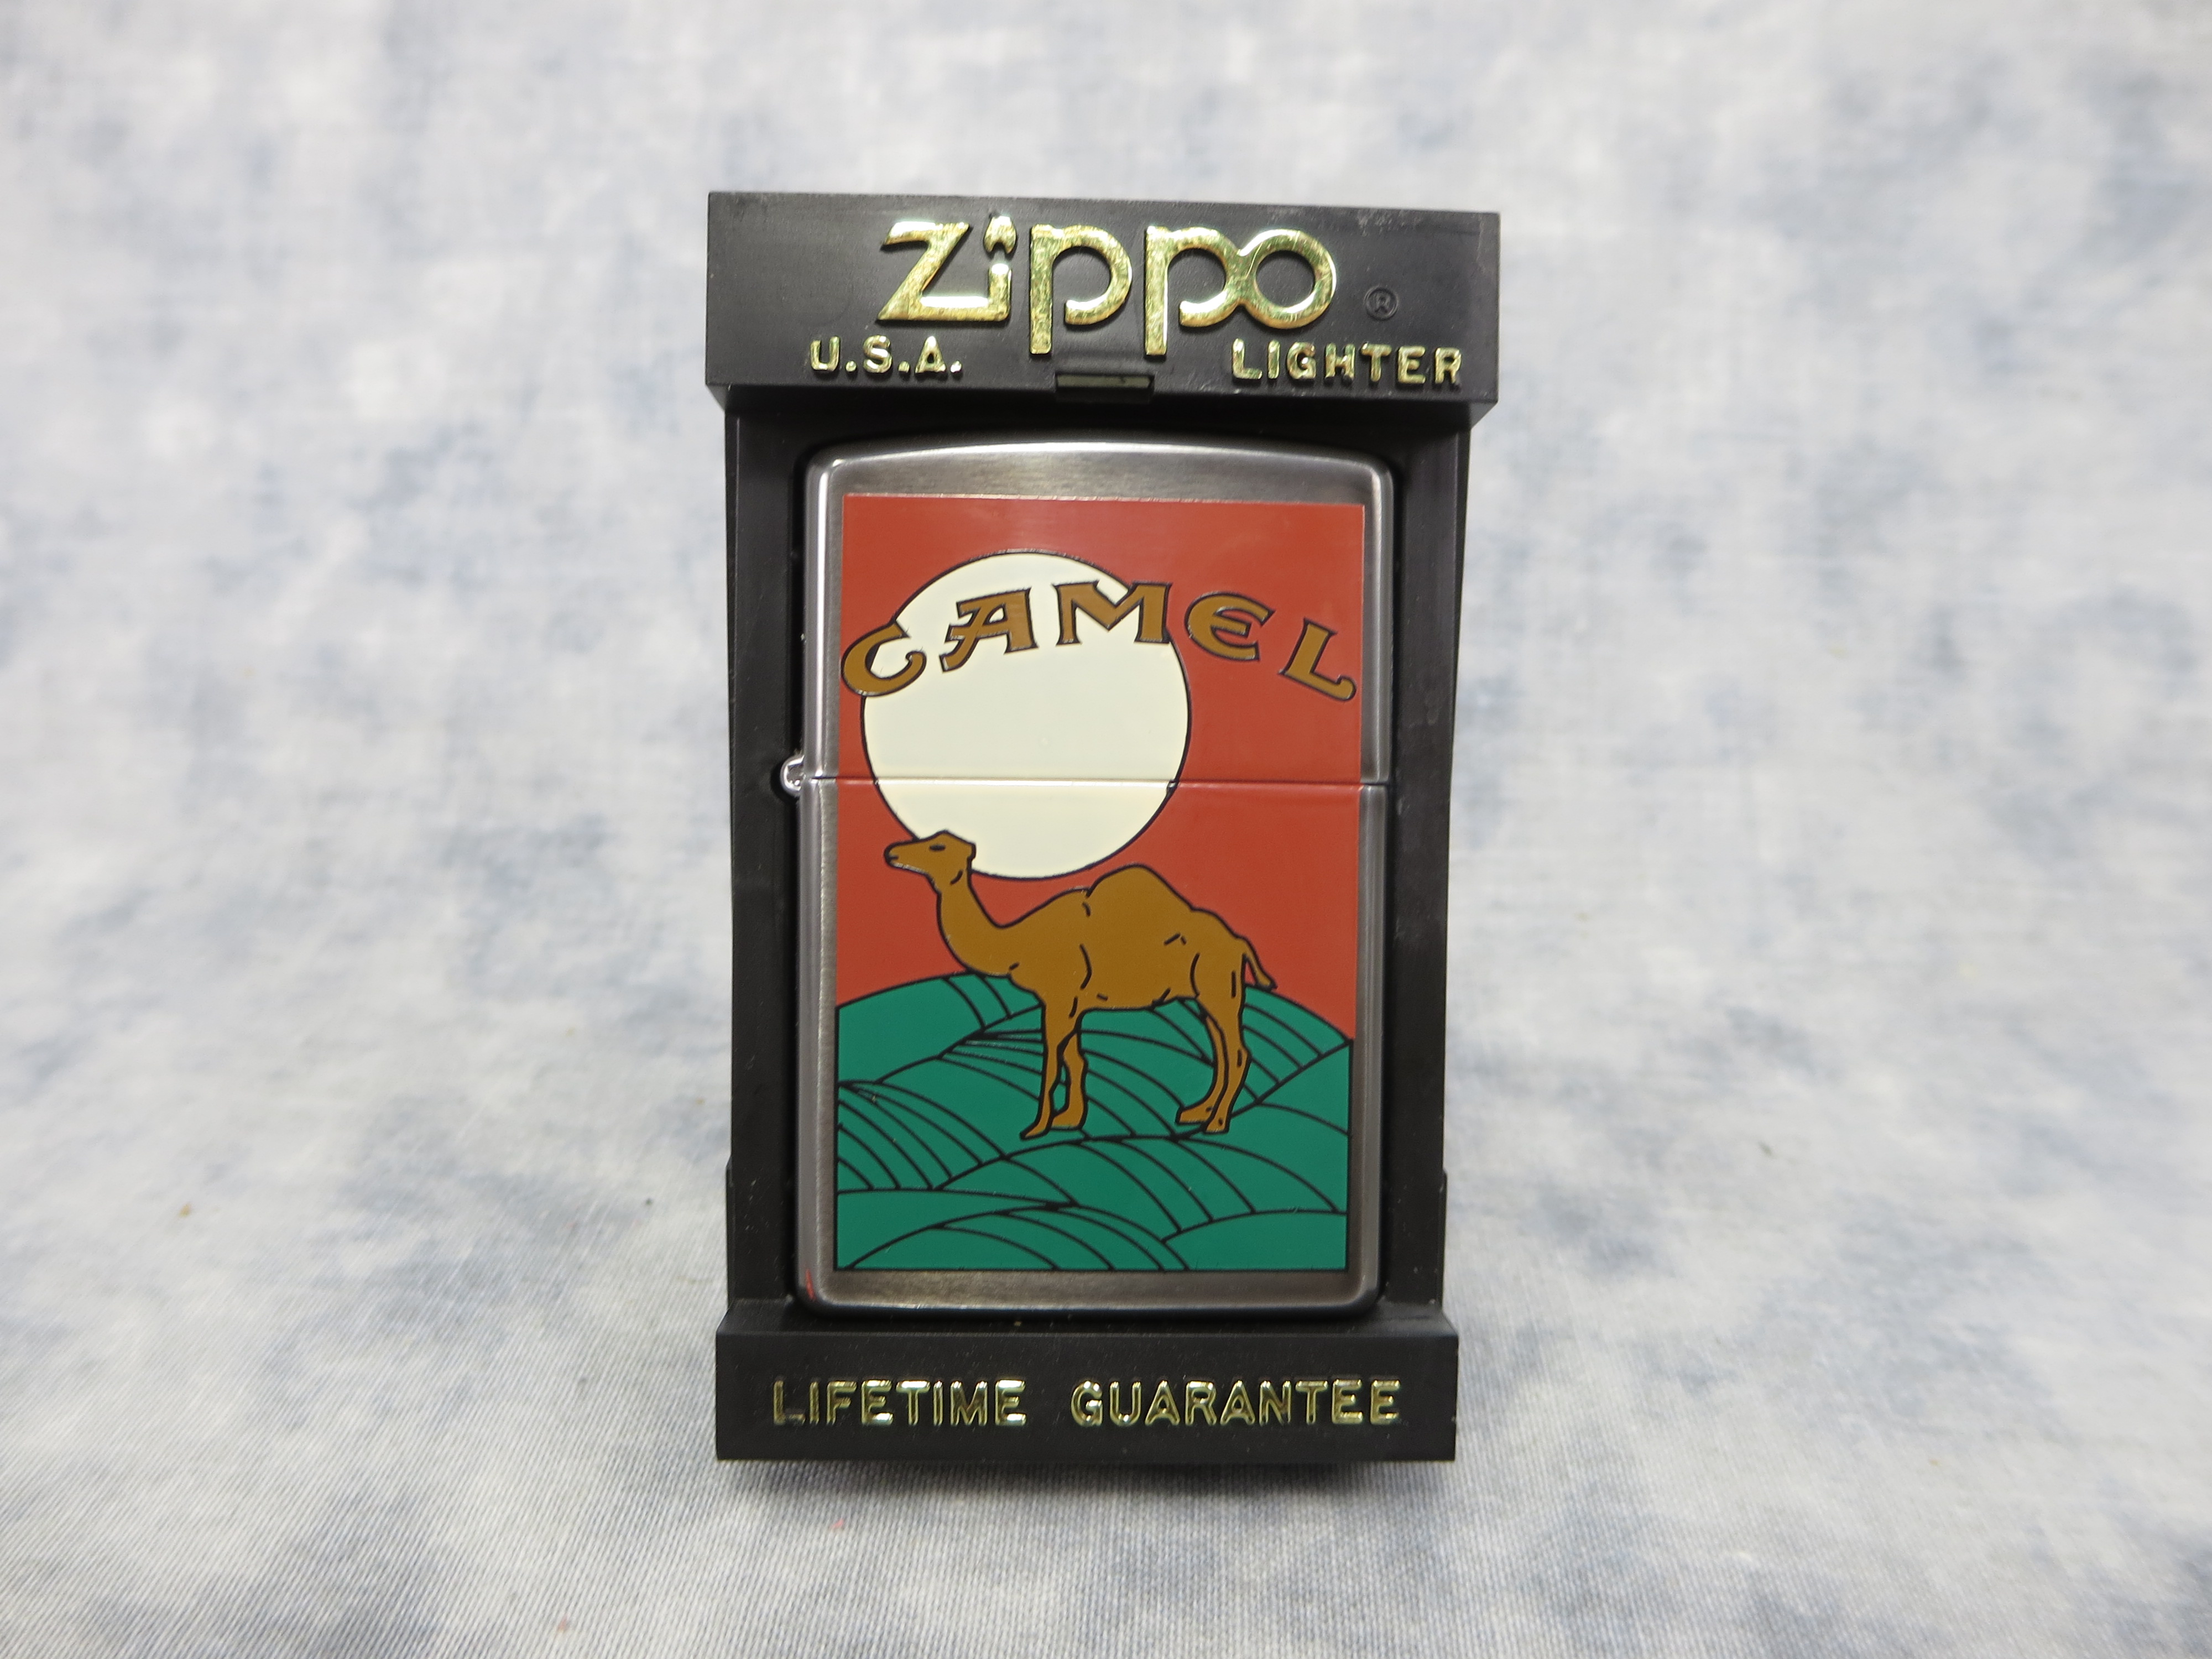 Zippo ®
U.S.A. LIGHTER
CAMEL
LIFETIME GUARANTEE